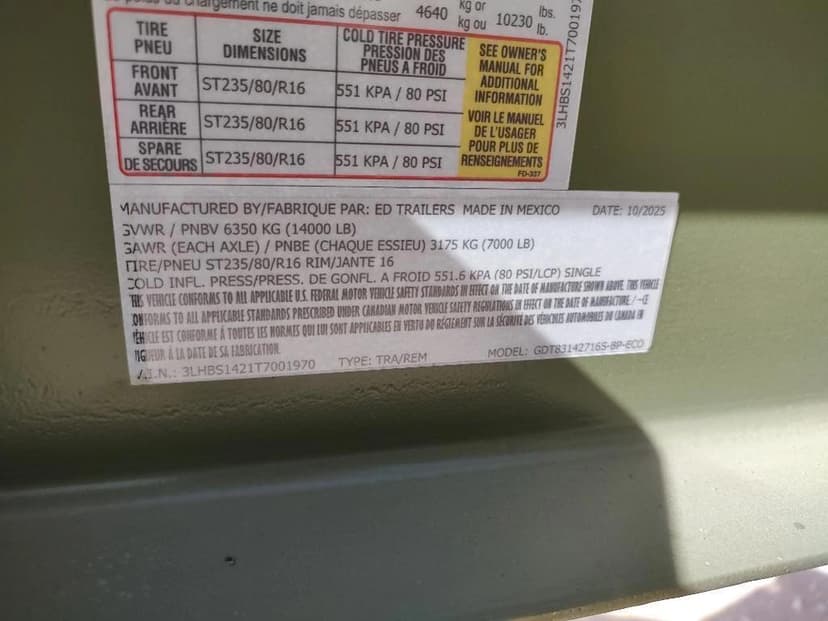 du chargement ne doit jamais dépasser 4640 kg or kg ou 10230 lbs. lb.
TIRE PNEU SIZE DIMENSIONS COLD TIRE PRESSURE PRESSION DES PNEUS A FROID
FRONT AVANT ST235/80/R16 551 KPA / 80 PSI
REAR ARRIÈRE ST235/80/R16 551 KPA / 80 PSI
SPARE DE SECOURS ST235/80/R16 551 KPA / 80 PSI
SEE OWNER'S
MANUAL FOR
ADDITIONAL
INFORMATION
VOIR LE MANUEL
DE L'USAGER
POUR PLUS DE
RENSEIGNEMENTS
FD-337
3LHBS1421T7001970
MANUFACTURED BY/FABRIQUE PAR: ED TRAILERS MADE IN MEXICO DATE: 10/2025
GVWR / PNBV 6350 KG (14000 LB)
GAWR (EACH AXLE) / PNBE (CHAQUE ESSIEU) 3175 KG (7000 LB)
TIRE/PNEU ST235/80/R16 RIM/JANTE 16
COLD INFL. PRESS/PRESS. DE GONFL. A FROID 551.6 KPA (80 PSI/LCP) SINGLE
THIS VEHICLE CONFORMS TO ALL APPLICABLE U.S. FEDERAL MOTOR VEHICLE SAFETY STANDARDS IN EFFECT ON THE DATE OF MANUFACTURE SHOWN ABOVE. THIS VEHICLE
CONFORMS TO ALL APPLICABLE STANDARDS PRESCRIBED UNDER CANADIAN MOTOR VEHICLE SAFETY REGULATIONS IN EFFECT ON THE DATE OF MANUFACTURE. / -CE
VÉHICLE EST CONFORME À TOUTES LES NORMES QUI LUI SONT APPLICABLES EN VERTU DU RÈGLEMENT SUR LA SÉCURITÉ DES VÉHICULES AUTOMOBILES DU CANADA EN
VIGUEUR À LA DATE DE SA FABRICATION.
V.I.N.: 3LHBS1421T7001970 TYPE: TRA/REM MODEL: GDT83142716S-BP-ECO